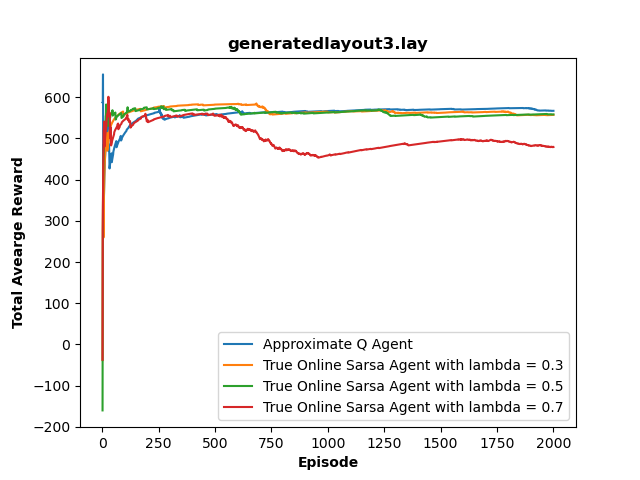 generatedlayout3.lay
Total Avearge Reward
600
500
400
300
200
100
0
−100
−200
0 250 500 750 1000 1250 1500 1750 2000
Episode
Approximate Q Agent
True Online Sarsa Agent with lambda = 0.3
True Online Sarsa Agent with lambda = 0.5
True Online Sarsa Agent with lambda = 0.7